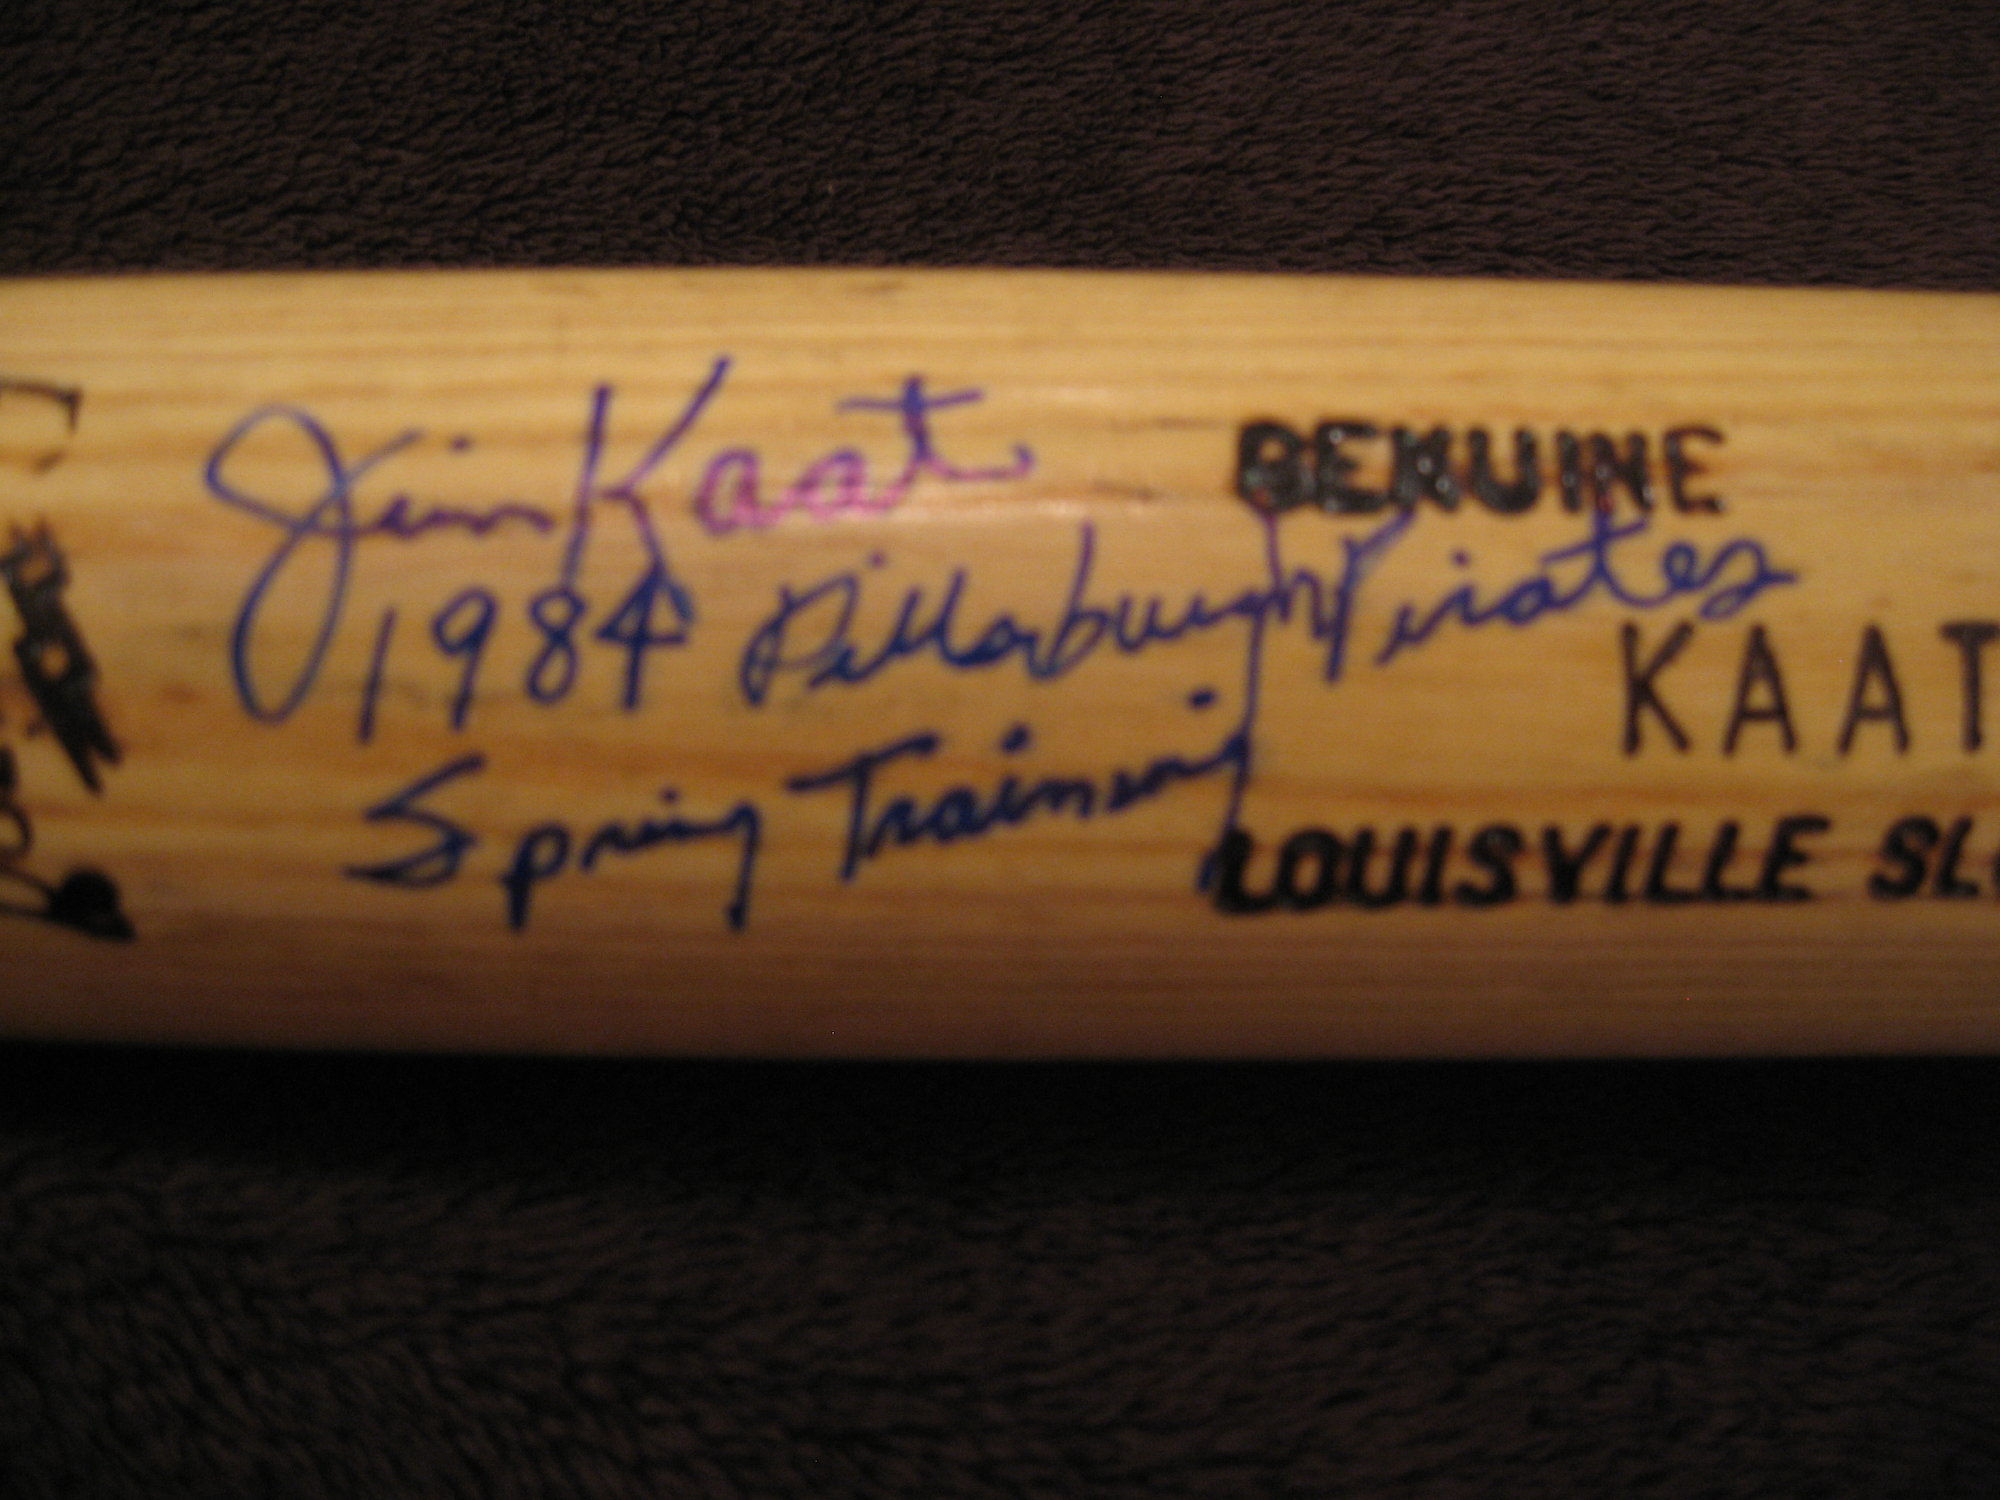 Jim Kaat
1984 Pittsburgh Pirates
Spring Training
GENUINE
KAAT
LOUISVILLE SL